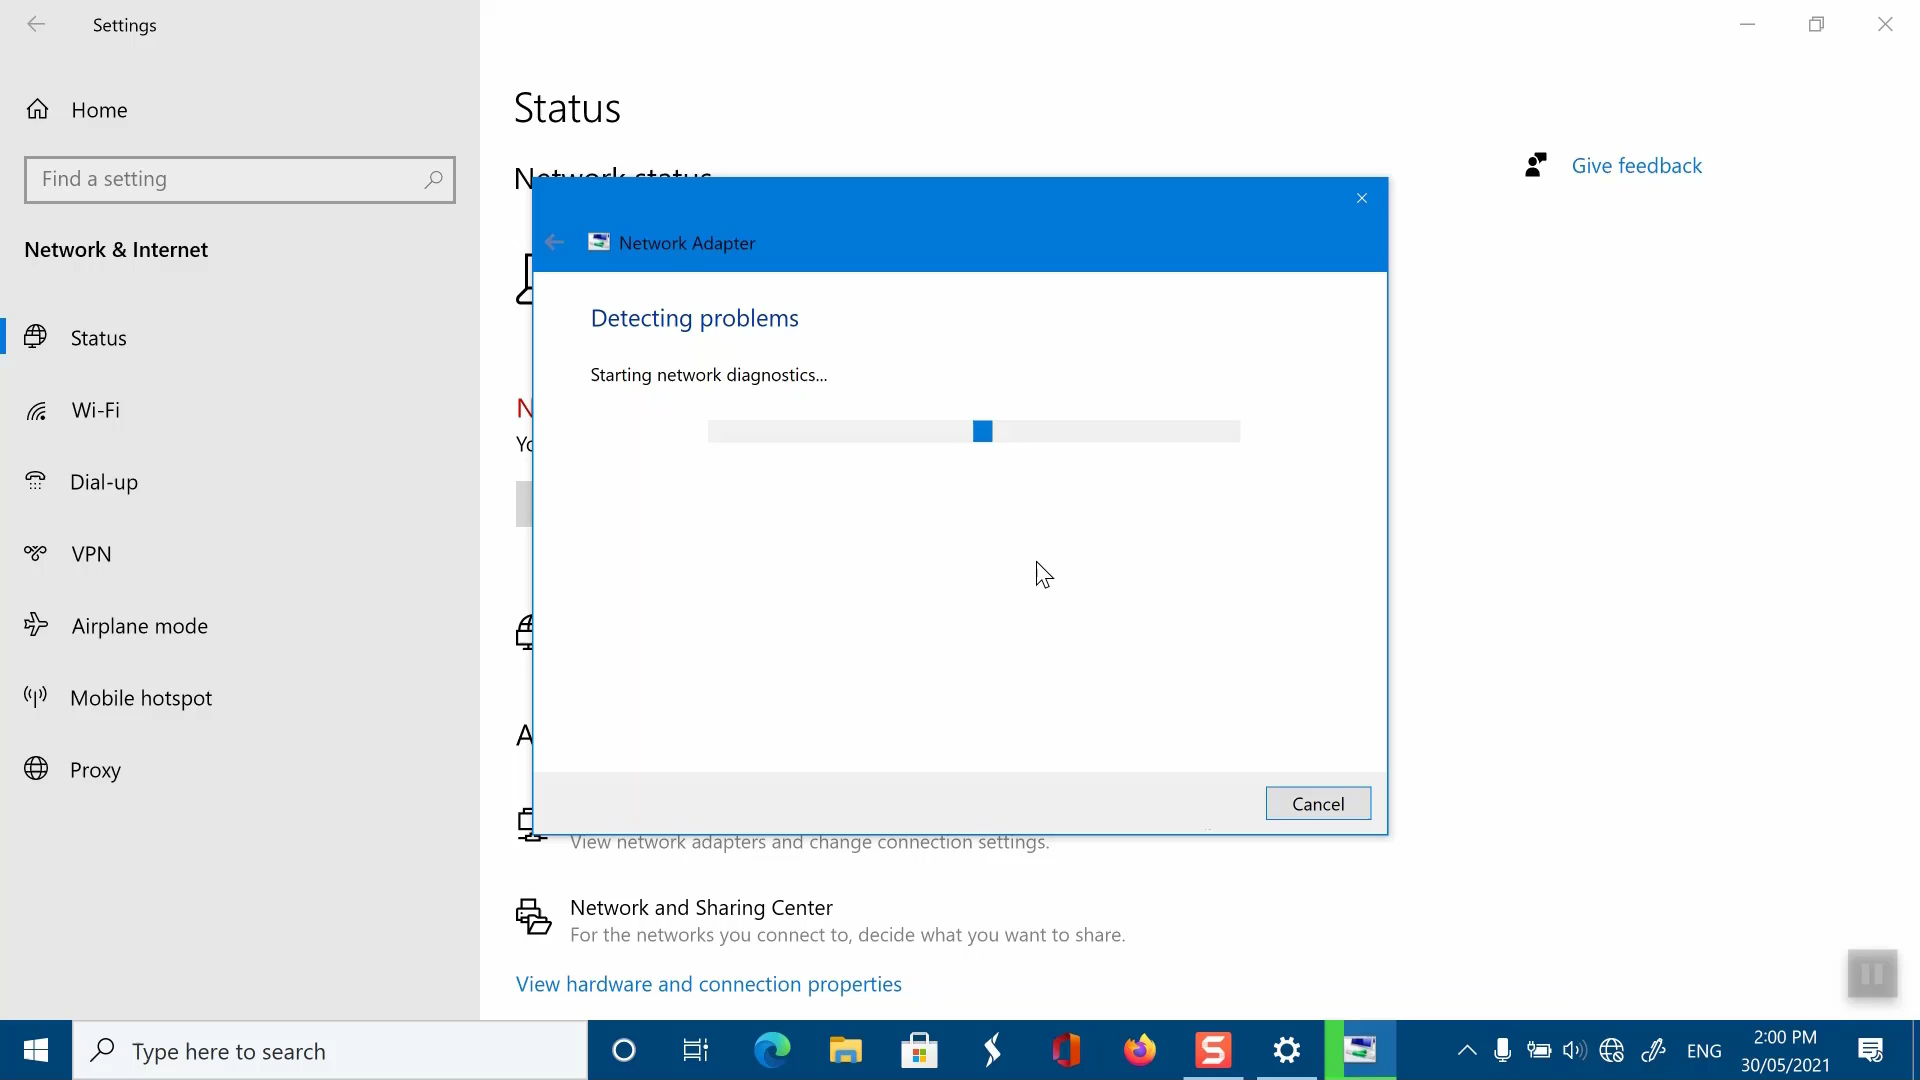 Settings
Home
Find a setting
Network & Internet
Status
Wi-Fi
Dial-up
VPN
Airplane mode
Mobile hotspot
Proxy
Status
Network status
Give feedback
Network Adapter
Detecting problems
Starting network diagnostics...
Cancel
View network adapters and change connection settings.
Network and Sharing Center
For the networks you connect to, decide what you want to share.
View hardware and connection properties
Type here to search
ENG
2:00 PM
30/05/2021